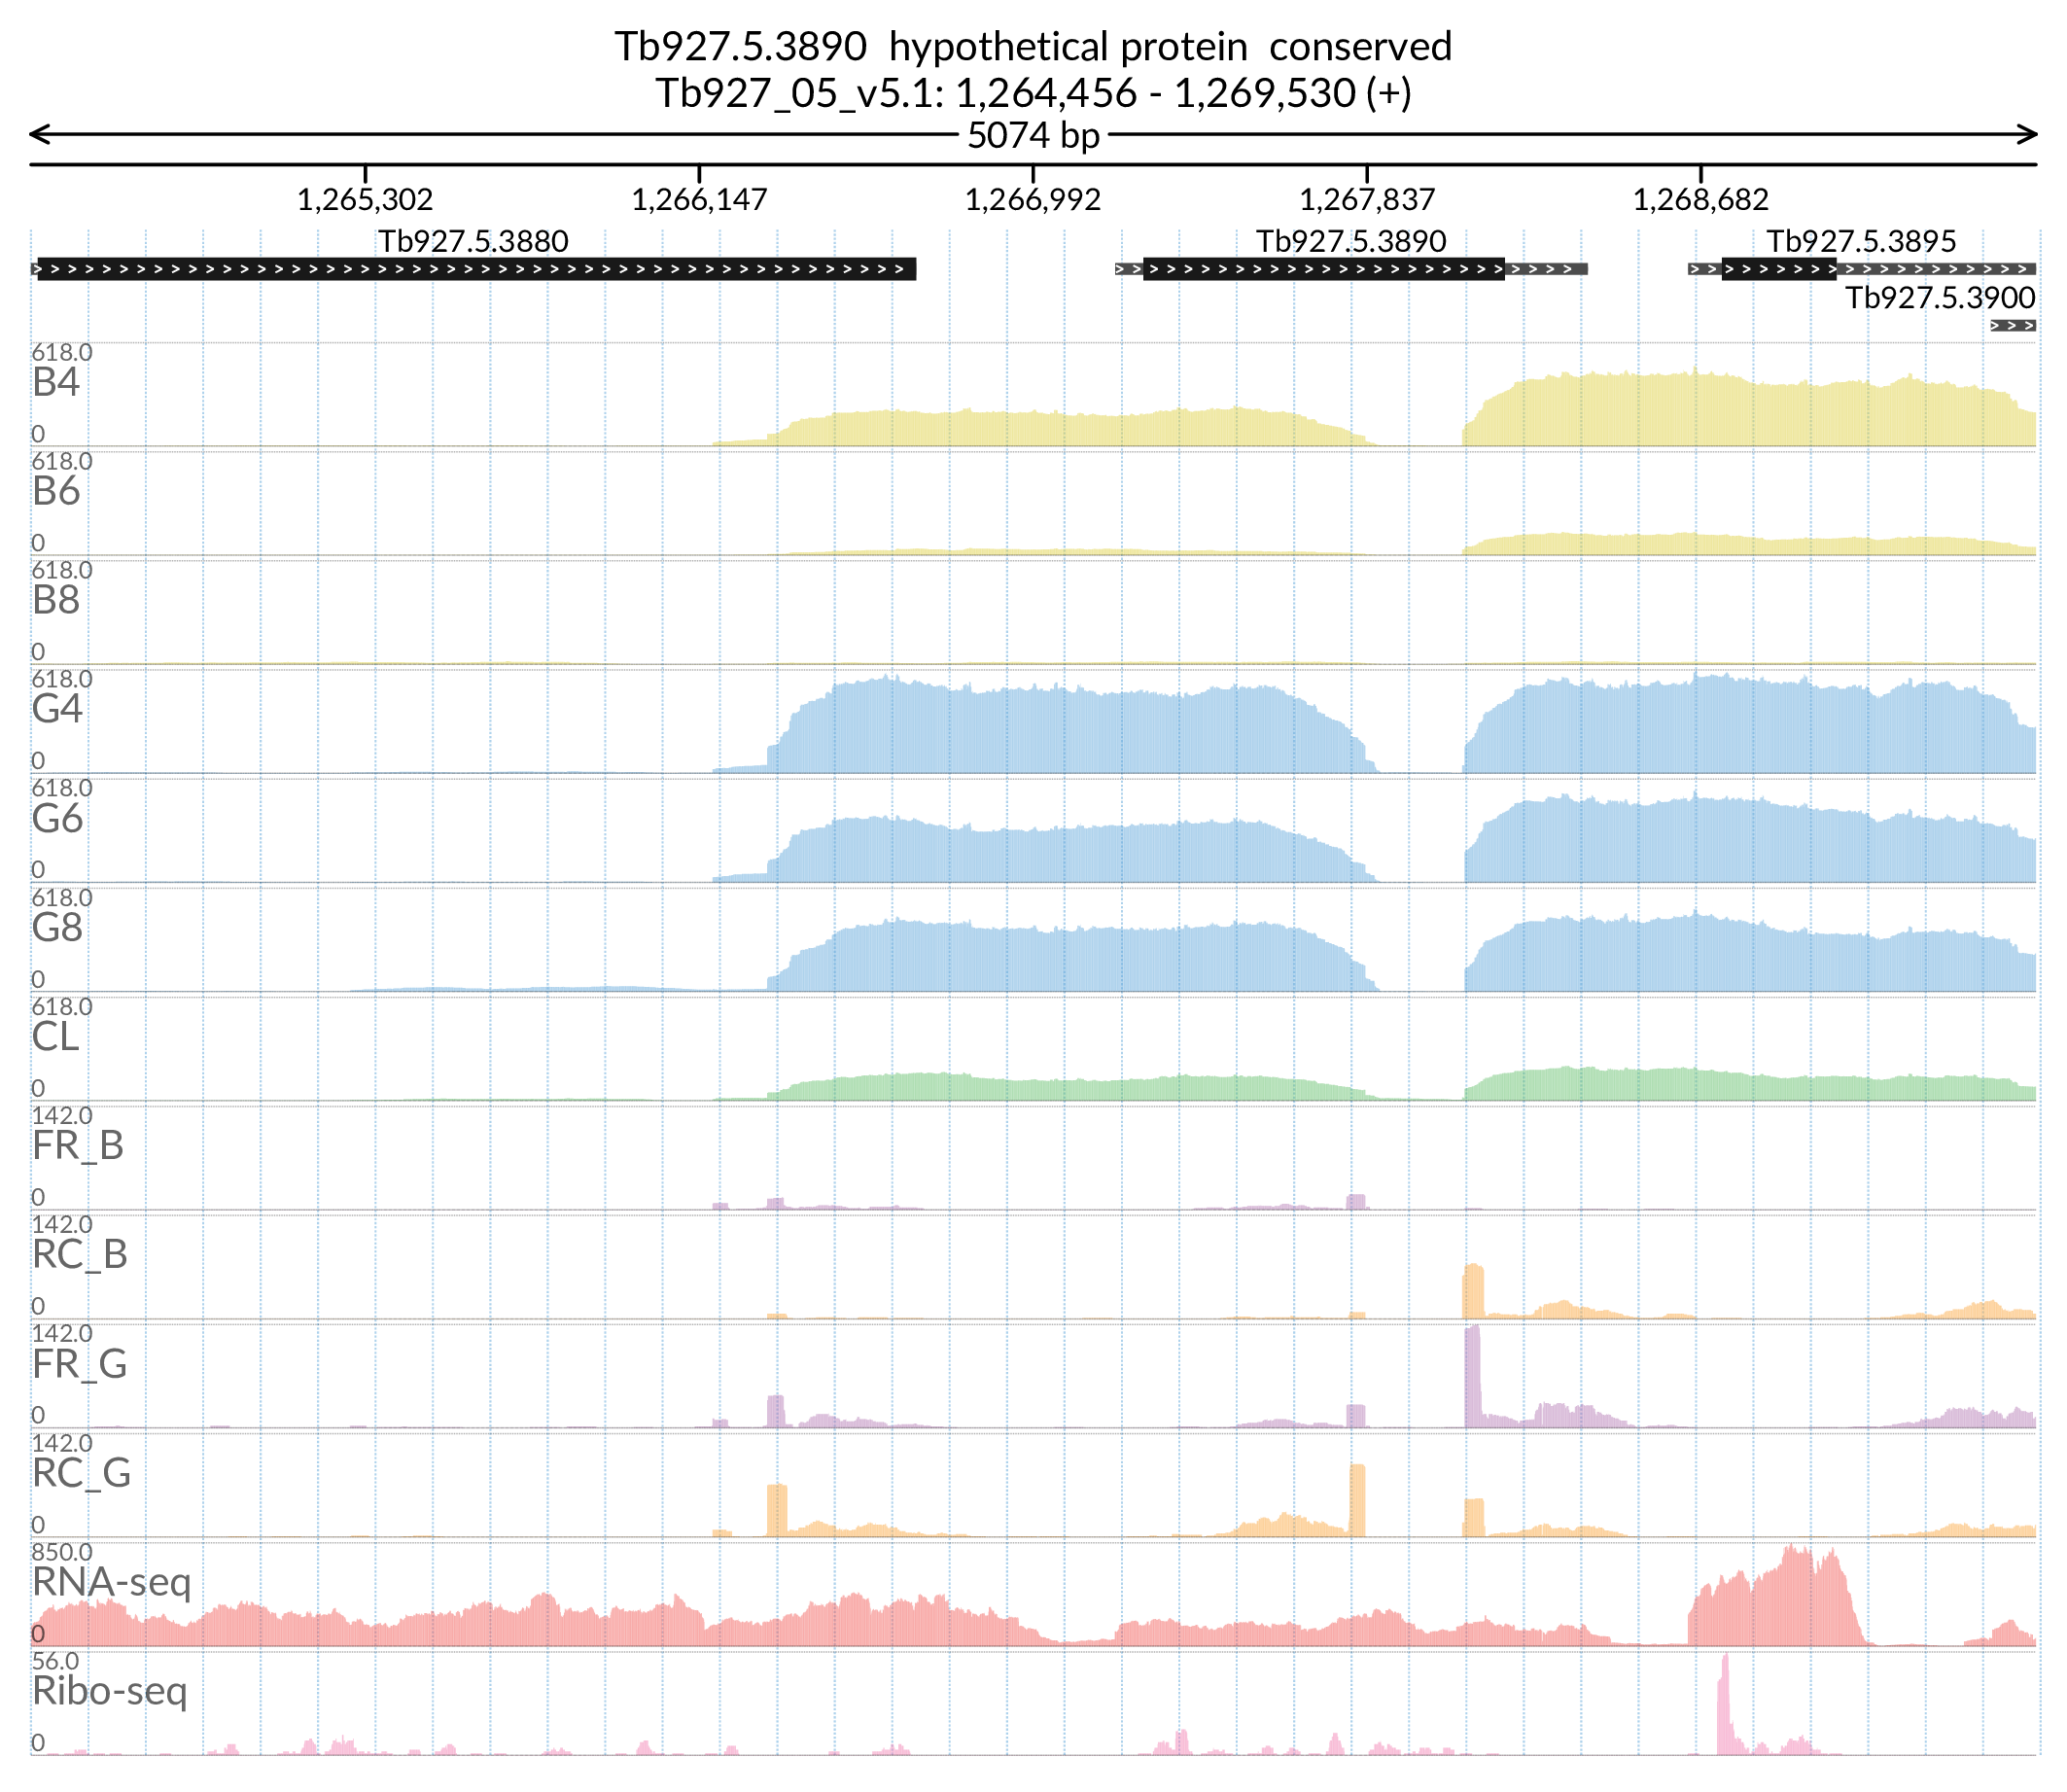 Tb927.5.3890 hypothetical protein conserved
Tb927_05_v5.1: 1,264,456 - 1,269,530 (+)
5074 bp
1,265,302 1,266,147 1,266,992 1,267,837 1,268,682
Tb927.5.3880 Tb927.5.3890 Tb927.5.3895
Tb927.5.3900
618.0
B4
0
618.0
B6
0
618.0
B8
0
618.0
G4
0
618.0
G6
0
618.0
G8
0
618.0
CL
0
142.0
FR_B
0
142.0
RC_B
0
142.0
FR_G
0
142.0
RC_G
0
850.0
RNA-seq
0
56.0
Ribo-seq
0